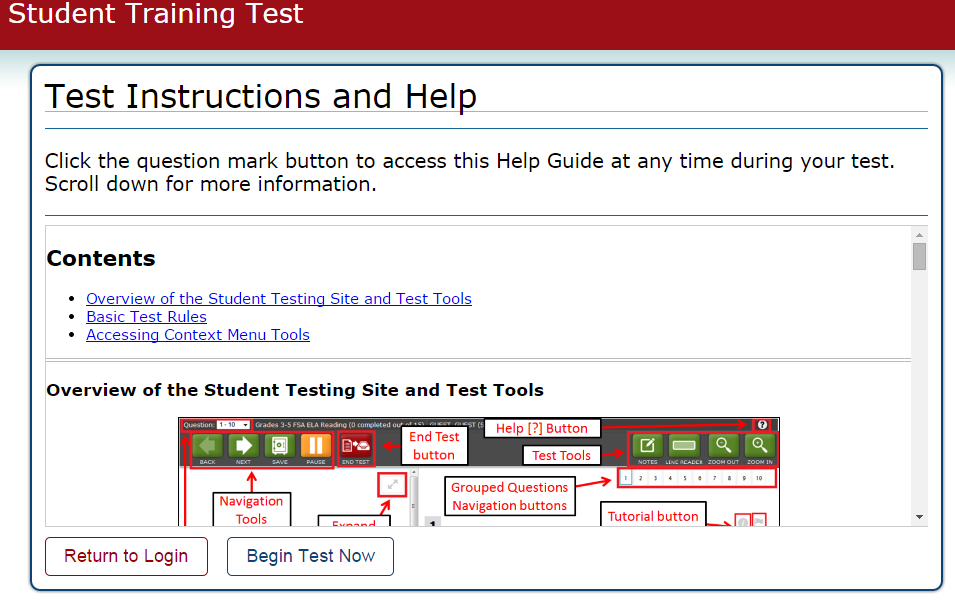 Student Training Test
Test Instructions and Help
Click the question mark button to access this Help Guide at any time during your test.
Scroll down for more information.
Contents
Overview of the Student Testing Site and Test Tools
Basic Test Rules
Accessing Context Menu Tools
Overview of the Student Testing Site and Test Tools
Question: 1 - 10 Grades 3-5 FSA ELA Reading (0 completed out of 15) GUEST, GUEST (S
Help [?] Button
?
End Test
button
Test Tools
BACK NEXT SAVE PAUSE END TEST
NOTES LINE READER ZOOM OUT ZOOM IN
1 2 3 4 5 6 7 8 9 10
Grouped Questions
Navigation buttons
Navigation
Tools
Expand
1
Tutorial button
Return to Login
Begin Test Now